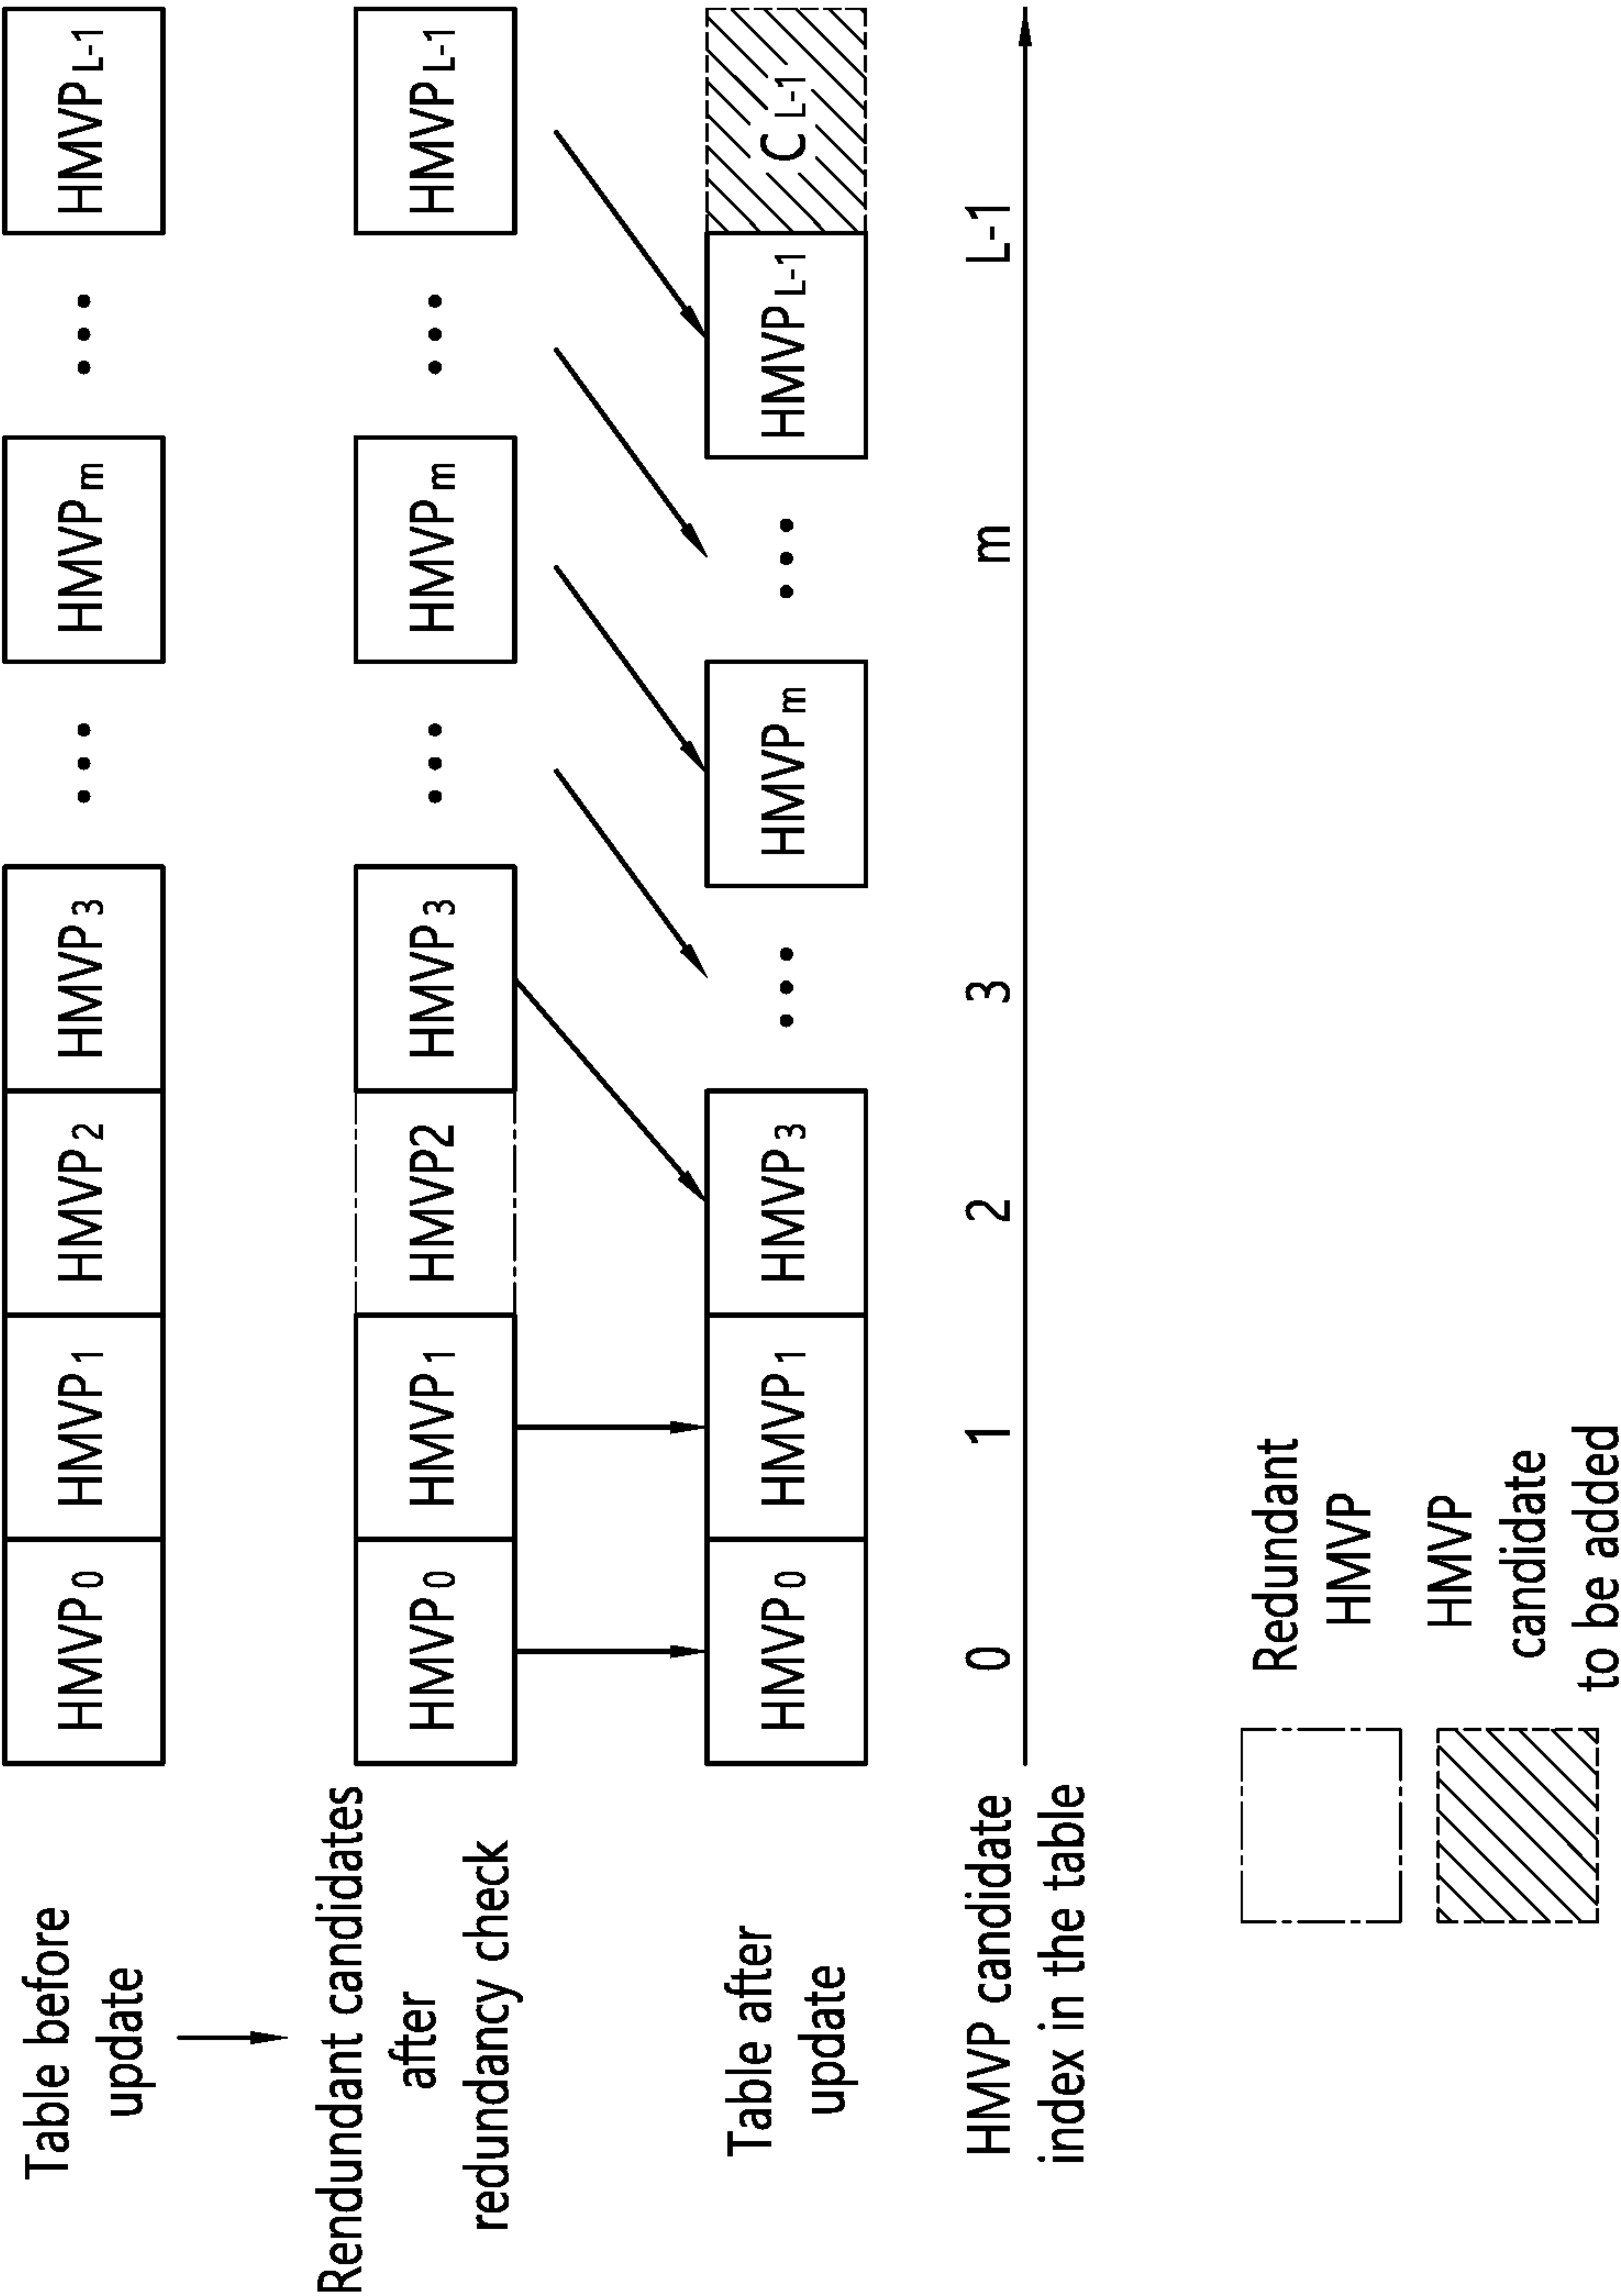 Table before
update
HMVP0 HMVP1 HMVP2 HMVP3 ... HMVPm ... HMVPL-1
Rendundant candidates
after
redundancy check
HMVP0 HMVP1 HMVP2 HMVP3 ... HMVPm ... HMVPL-1
Table after
update
HMVP0 HMVP1 HMVP3 ... HMVPm ... HMVPL-1 CL-1
HMVP candidate
index in the table
0 1 2 3 m L-1
Redundant
HMVP
HMVP
candidate
to be added